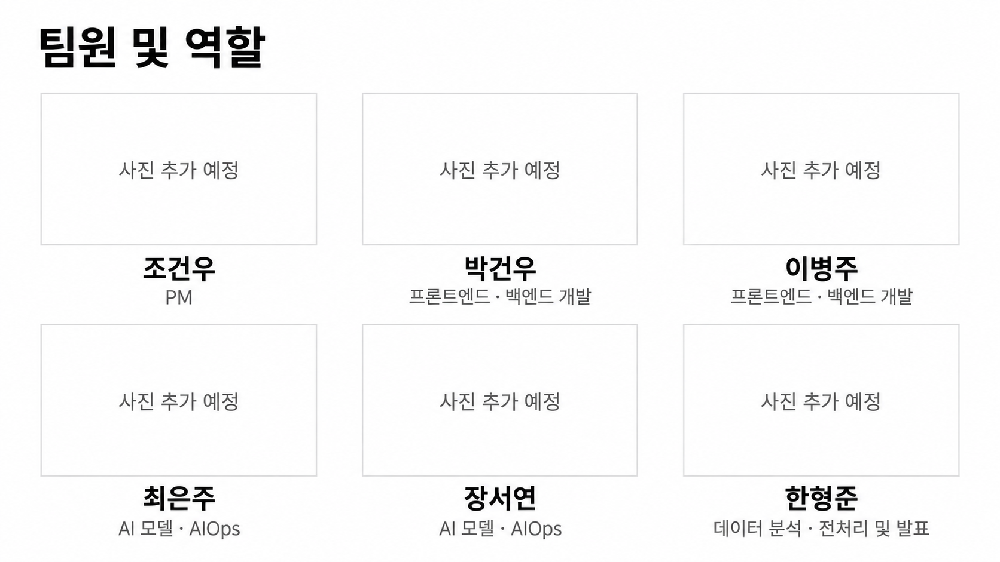 팀원 및 역할
사진 추가 예정
사진 추가 예정
사진 추가 예정
조건우
PM
박건우
프론트엔드 · 백엔드 개발
이병주
프론트엔드 · 백엔드 개발
사진 추가 예정
사진 추가 예정
사진 추가 예정
최은주
AI 모델 · AIOps
장서연
AI 모델 · AIOps
한형준
데이터 분석 · 전처리 및 발표